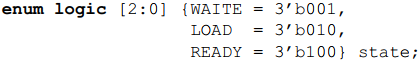 enum logic [2:0] {WAITE = 3'b001,
LOAD = 3'b010,
READY = 3'b100} state;